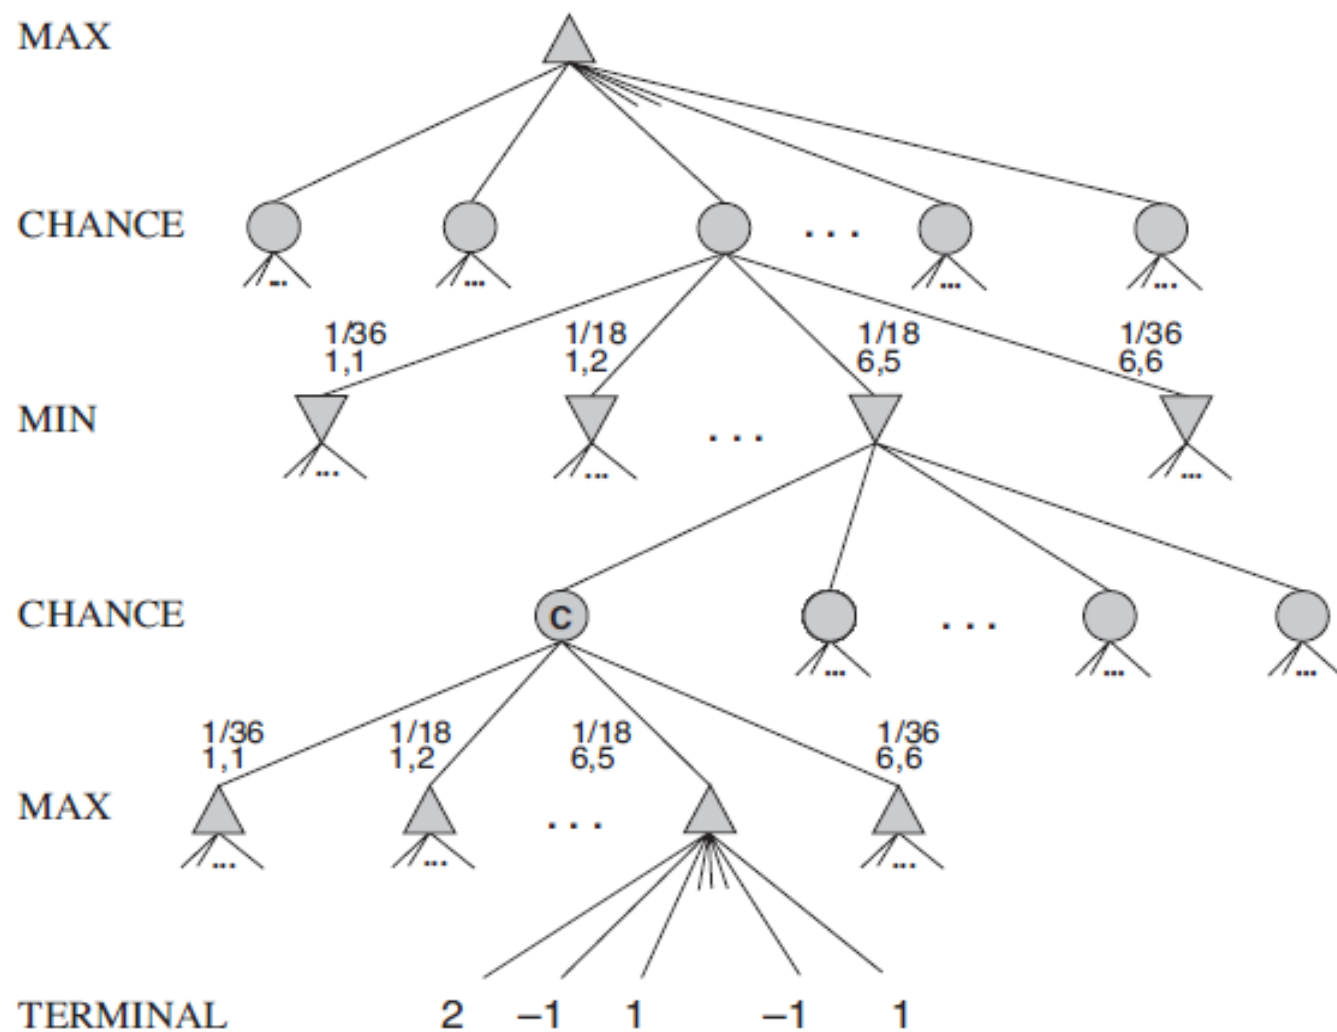 MAX
CHANCE
. . .
... ... ... ...
1/36 1/18 1/18 1/36
1,1 1,2 6,5 6,6
MIN
. . .
... ... ...
CHANCE C
. . .
... ... ...
1/36 1/18 1/18 1/36
1,1 1,2 6,5 6,6
MAX
. . .
... ... ...
TERMINAL 2 –1 1 –1 1